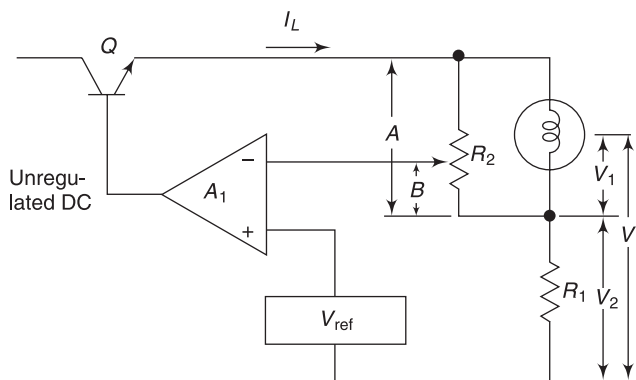 I_L
Q
A
R_2
−
A_1
B
V_1
Unregu-
lated DC
+
V
R_1
V_2
V_ref